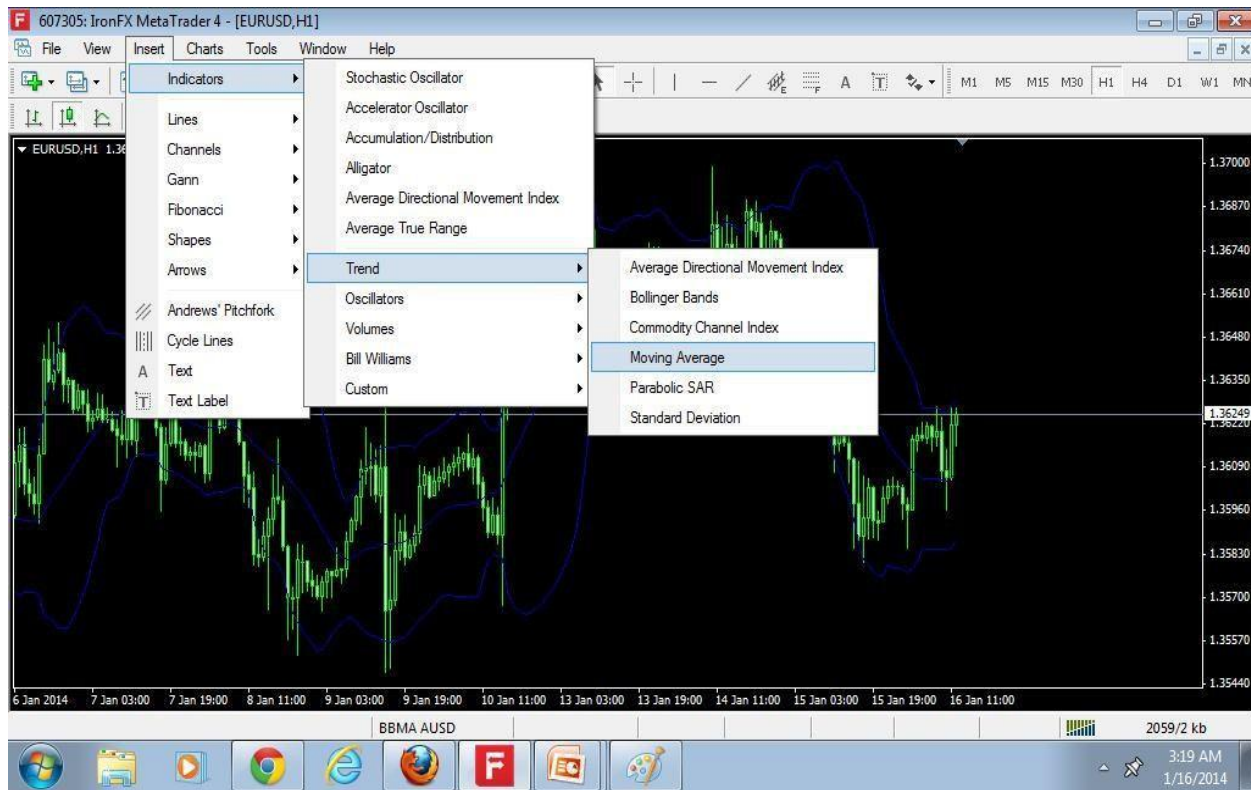 607305: IronFX MetaTrader 4 - [EURUSD,H1]
File View Insert Charts Tools Window Help
A T M1 M5 M15 M30 H1 H4 D1 W1 MN
EURUSD,H1 1.36
Indicators
Lines
Channels
Gann
Fibonacci
Shapes
Arrows
Andrews' Pitchfork
Cycle Lines
A Text
T Text Label
Stochastic Oscillator
Accelerator Oscillator
Accumulation/Distribution
Alligator
Average Directional Movement Index
Average True Range
Trend
Oscillators
Volumes
Bill Williams
Custom
Average Directional Movement Index
Bollinger Bands
Commodity Channel Index
Moving Average
Parabolic SAR
Standard Deviation
1.37000
1.36870
1.36740
1.36610
1.36480
1.36350
1.36249
1.36220
1.36090
1.35960
1.35830
1.35700
1.35570
1.35440
6 Jan 2014 7 Jan 03:00 7 Jan 19:00 8 Jan 11:00 9 Jan 03:00 9 Jan 19:00 10 Jan 11:00 13 Jan 03:00 13 Jan 19:00 14 Jan 11:00 15 Jan 03:00 15 Jan 19:00 16 Jan 11:00
BBMA AUSD 2059/2 kb
3:19 AM
1/16/2014